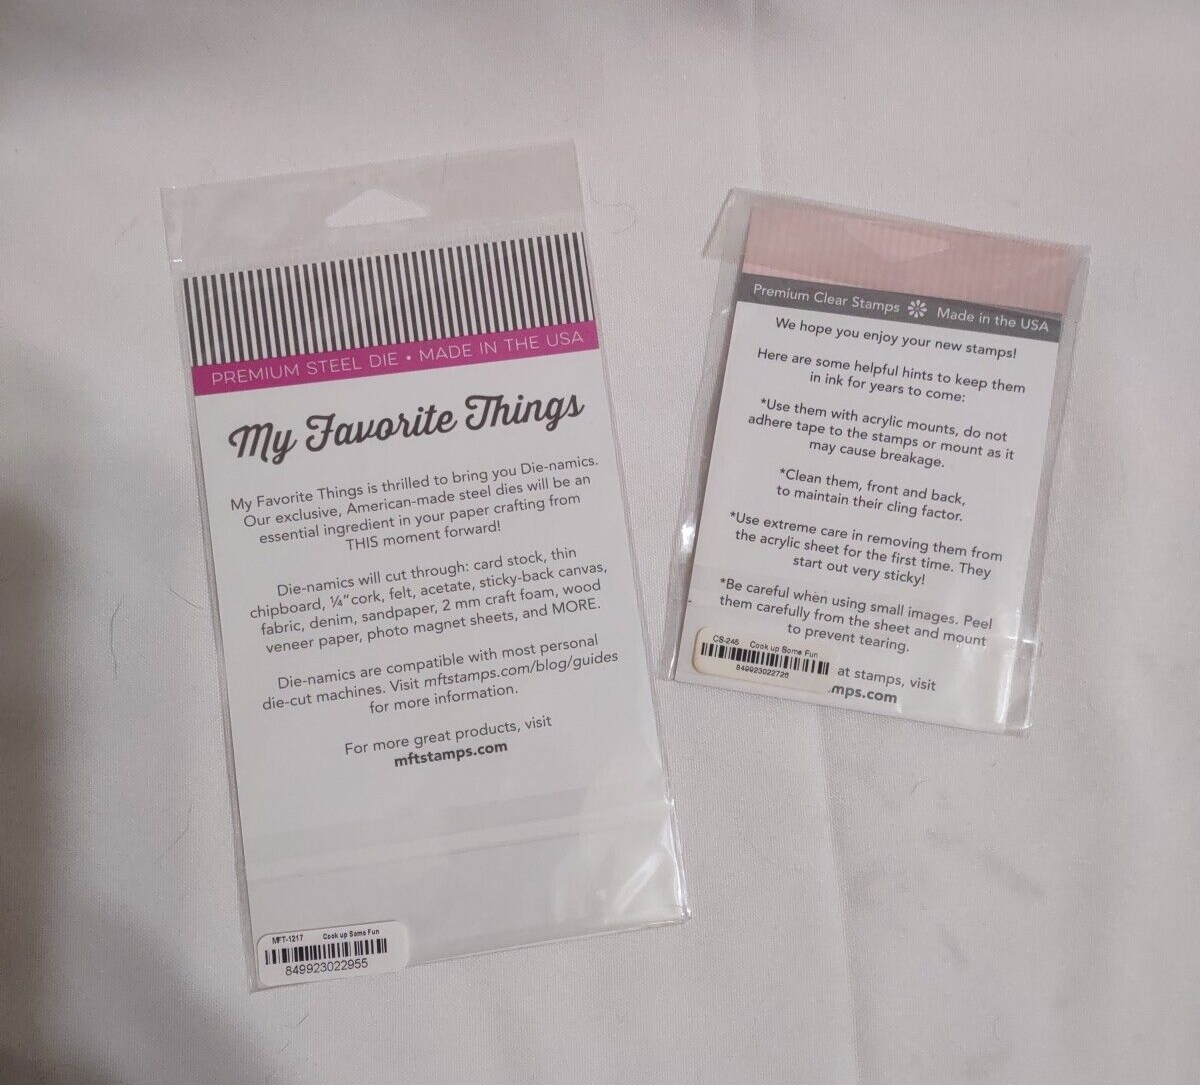 PREMIUM STEEL DIE • MADE IN THE USA
My Favorite Things
My Favorite Things is thrilled to bring you Die-namics.
Our exclusive, American-made steel dies will be an
essential ingredient in your paper crafting from
THIS moment forward!
Die-namics will cut through: card stock, thin
chipboard, ¼” cork, felt, acetate, sticky-back canvas,
fabric, denim, sandpaper, 2 mm craft foam, wood
veneer paper, photo magnet sheets, and MORE.
Die-namics are compatible with most personal
die-cut machines. Visit mftstamps.com/blog/guides
for more information.
For more great products, visit
mftstamps.com
MFT-1217 Cook up Some Fun
849923022955
Premium Clear Stamps Made in the USA
We hope you enjoy your new stamps!
Here are some helpful hints to keep them
in ink for years to come:
*Use them with acrylic mounts, do not
adhere tape to the stamps or mount as it
may cause breakage.
*Clean them, front and back,
to maintain their cling factor.
*Use extreme care in removing them from
the acrylic sheet for the first time. They
start out very sticky!
*Be careful when using small images. Peel
them carefully from the sheet and mount
to prevent tearing.
at stamps, visit
mps.com
CS-245 Cook up Some Fun
849923022726